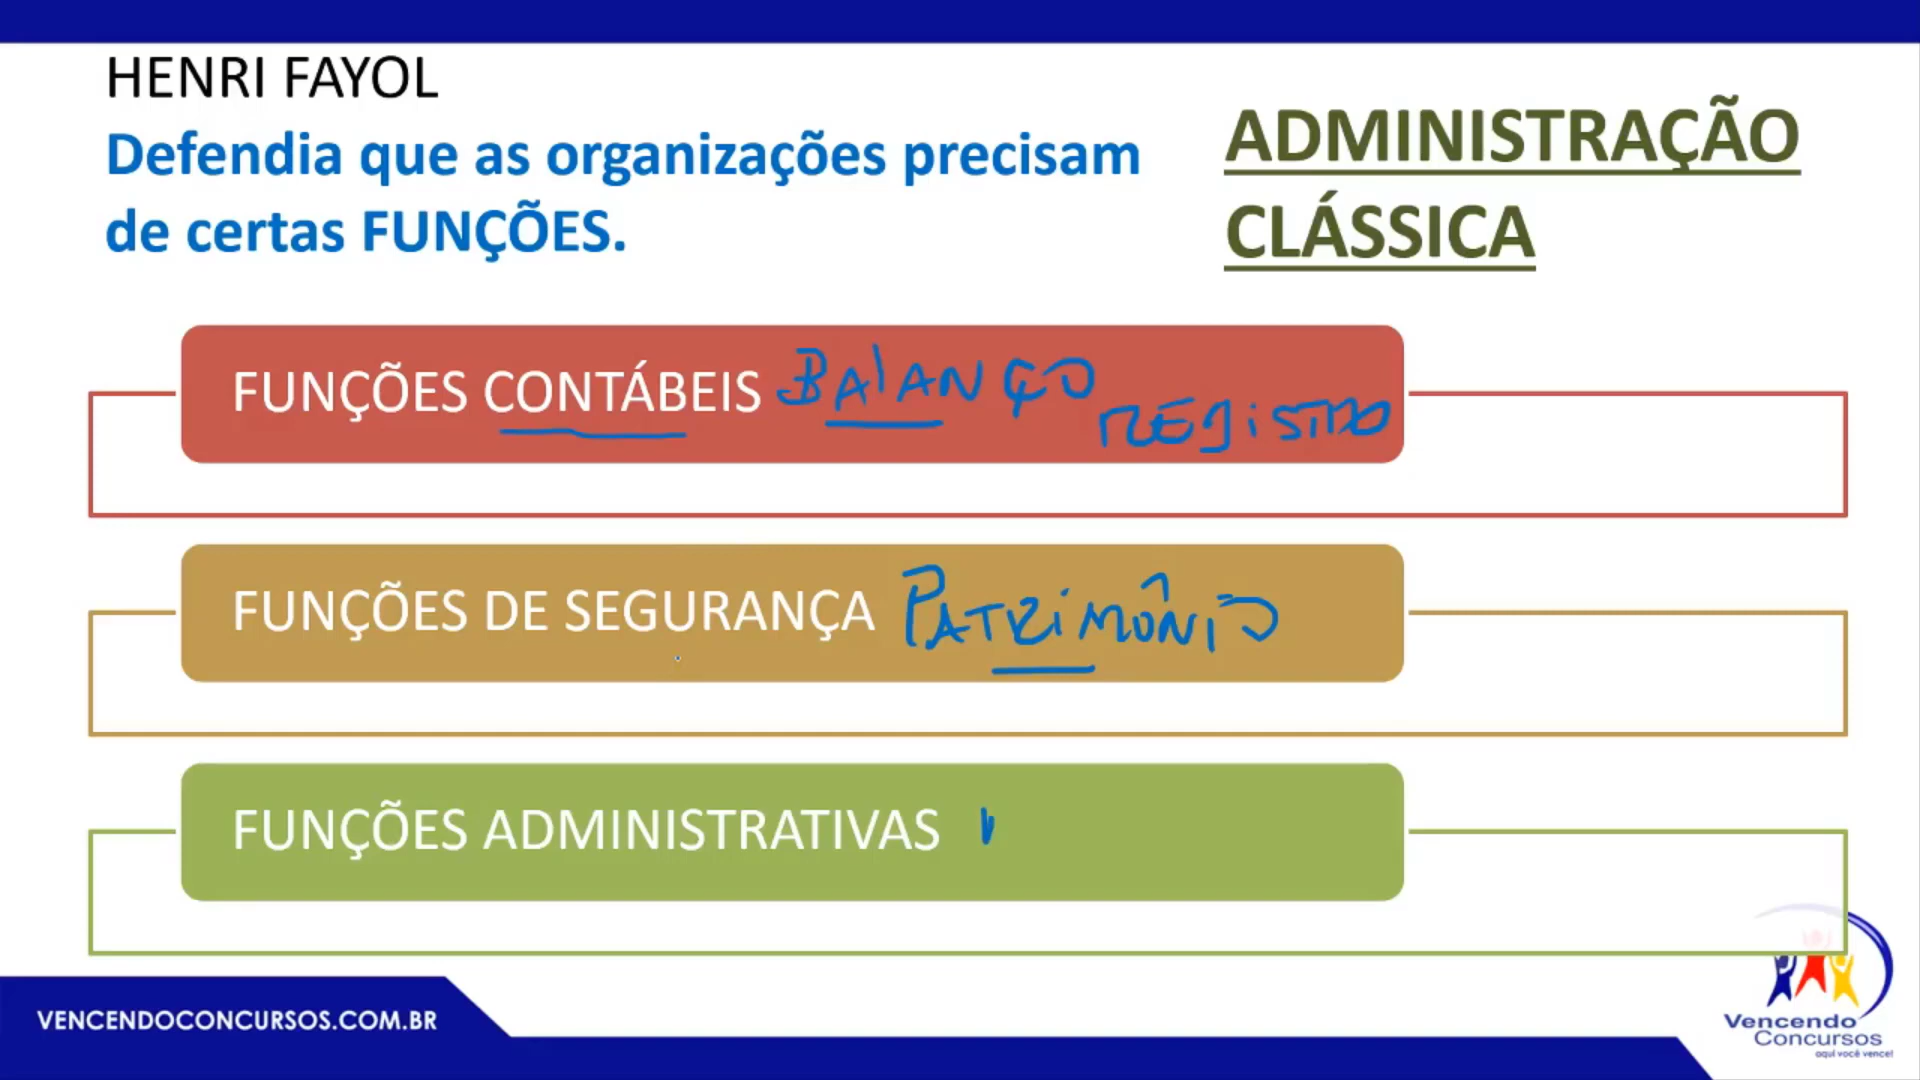 HENRI FAYOL
Defendia que as organizações precisam
de certas FUNÇÕES.
ADMINISTRAÇÃO
CLÁSSICA
FUNÇÕES CONTÁBEIS BAlANÇO
REGiSTRO
FUNÇÕES DE SEGURANÇA PATRiMÔNiO
FUNÇÕES ADMINISTRATIVAS
VENCENDOCONCURSOS.COM.BR
Vencendo
Concursos
aqui você vence!